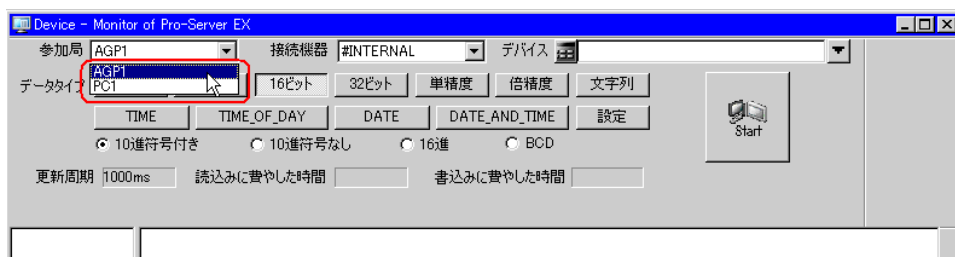 Device - Monitor of Pro-Server EX
参加局 AGP1 接続機器 #INTERNAL デバイス
AGP1
データタイプ PC1 16ビット 32ビット 単精度 倍精度 文字列
TIME TIME_OF_DAY DATE DATE_AND_TIME 設定
Start
10進符号付き 10進符号なし 16進 BCD
更新周期 1000ms 読込みに費やした時間 書込みに費やした時間